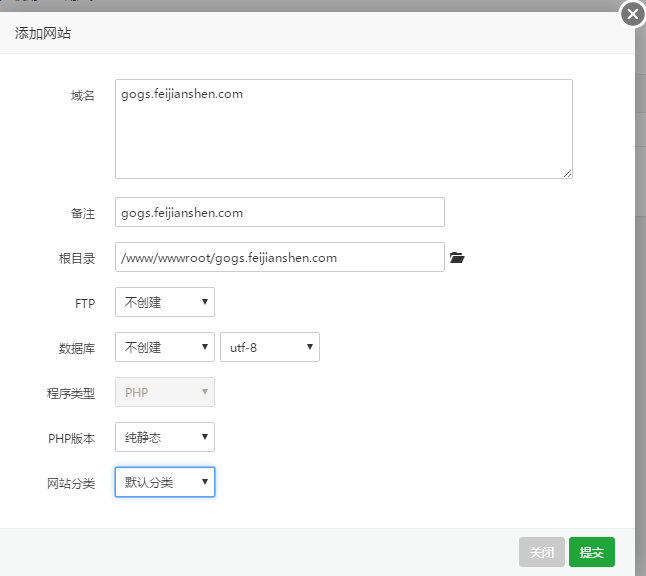 添加网站
域名 gogs.feijianshen.com
备注 gogs.feijianshen.com
根目录 /www/wwwroot/gogs.feijianshen.com
FTP 不创建
数据库 不创建 utf-8
程序类型 PHP
PHP版本 纯静态
网站分类 默认分类
关闭 提交